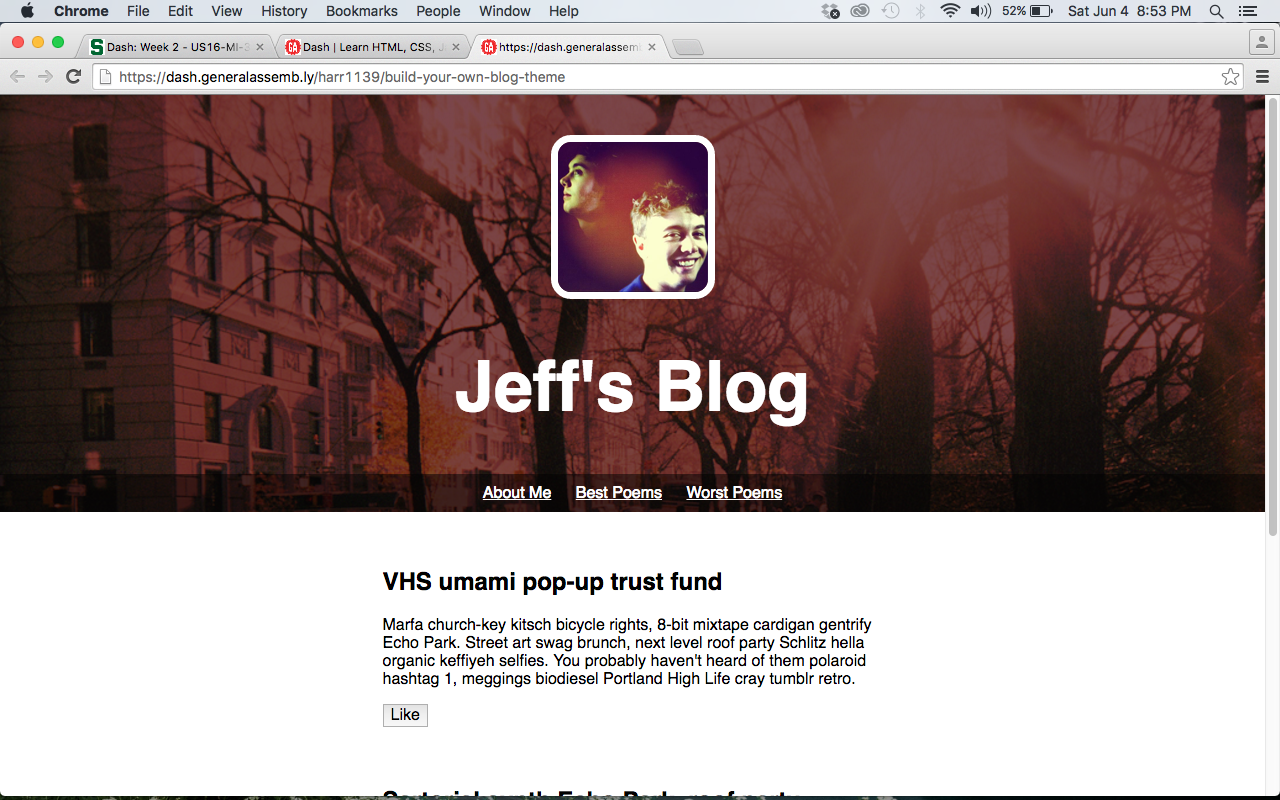 Chrome File Edit View History Bookmarks People Window Help 52% Sat Jun 4 8:53 PM
Dash: Week 2 - US16-MI-3 Dash | Learn HTML, CSS, J https://dash.generalassemb
https://dash.generalassemb.ly/harr1139/build-your-own-blog-theme
Jeff's Blog
About Me Best Poems Worst Poems
VHS umami pop-up trust fund
Marfa church-key kitsch bicycle rights, 8-bit mixtape cardigan gentrify
Echo Park. Street art swag brunch, next level roof party Schlitz hella
organic keffiyeh selfies. You probably haven't heard of them polaroid
hashtag 1, meggings biodiesel Portland High Life cray tumblr retro.
Like